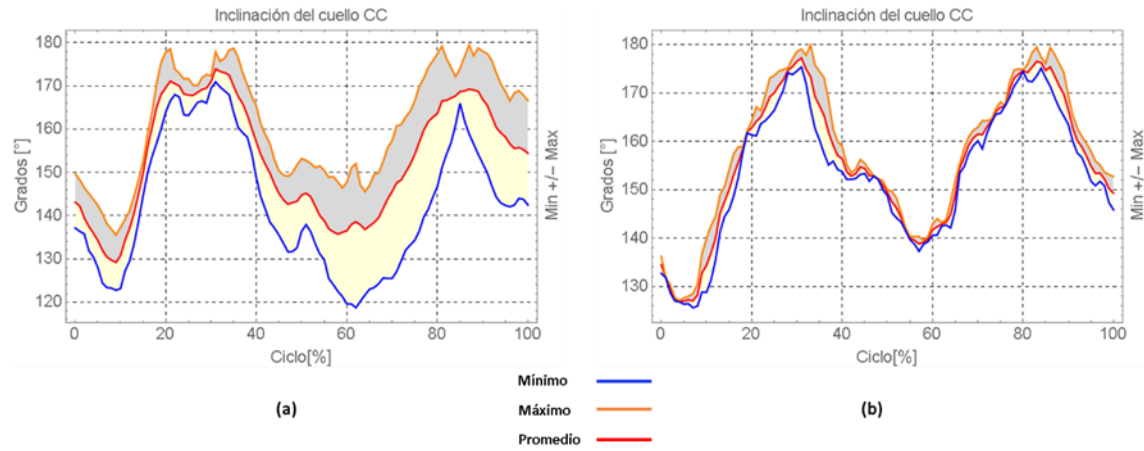 Inclinación del cuello CC
180
170
160
150
140
130
120
Grados [°]
Min +/− Max
0
20
40
60
80
100
Ciclo[%]
(a)
Inclinación del cuello CC
180
170
160
150
140
130
Grados [°]
Min +/− Max
0
20
40
60
80
100
Ciclo[%]
(b)
Mínimo
Máximo
Promedio